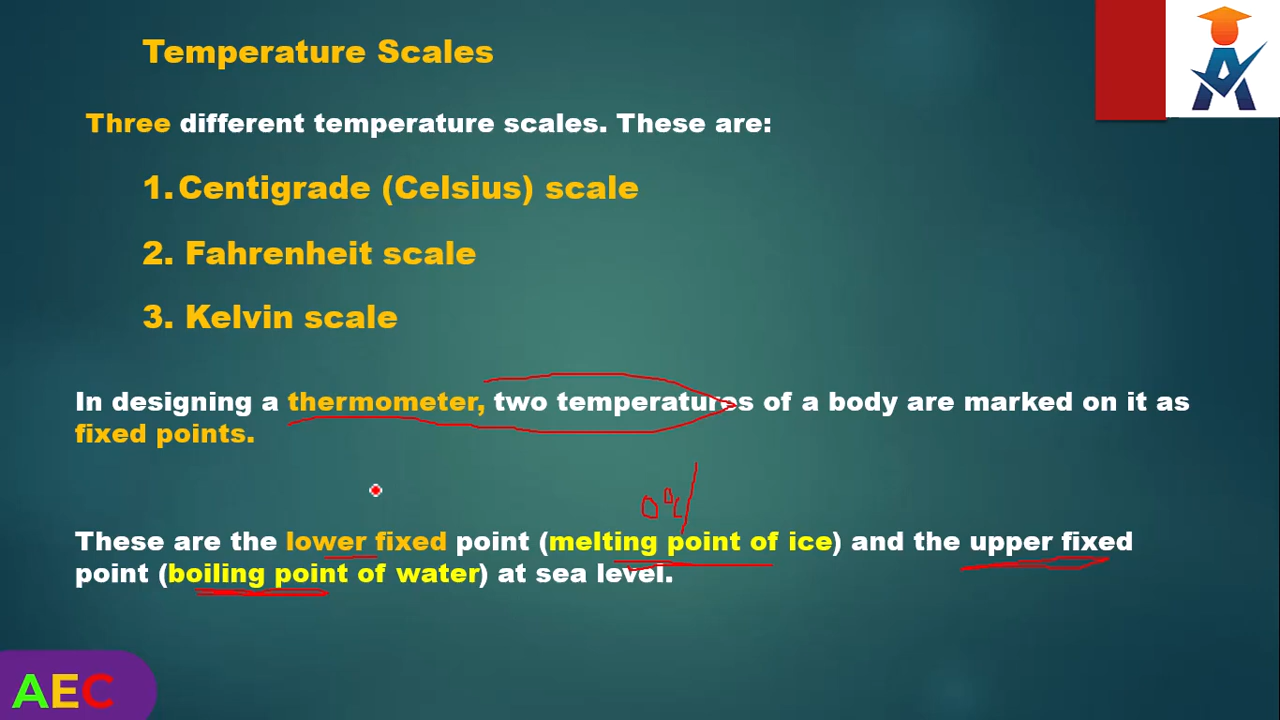 Temperature Scales
Three different temperature scales. These are:
1. Centigrade (Celsius) scale
2. Fahrenheit scale
3. Kelvin scale
In designing a thermometer, two temperatures of a body are marked on it as
fixed points.
0°C
These are the lower fixed point (melting point of ice) and the upper fixed
point (boiling point of water) at sea level.
AEC